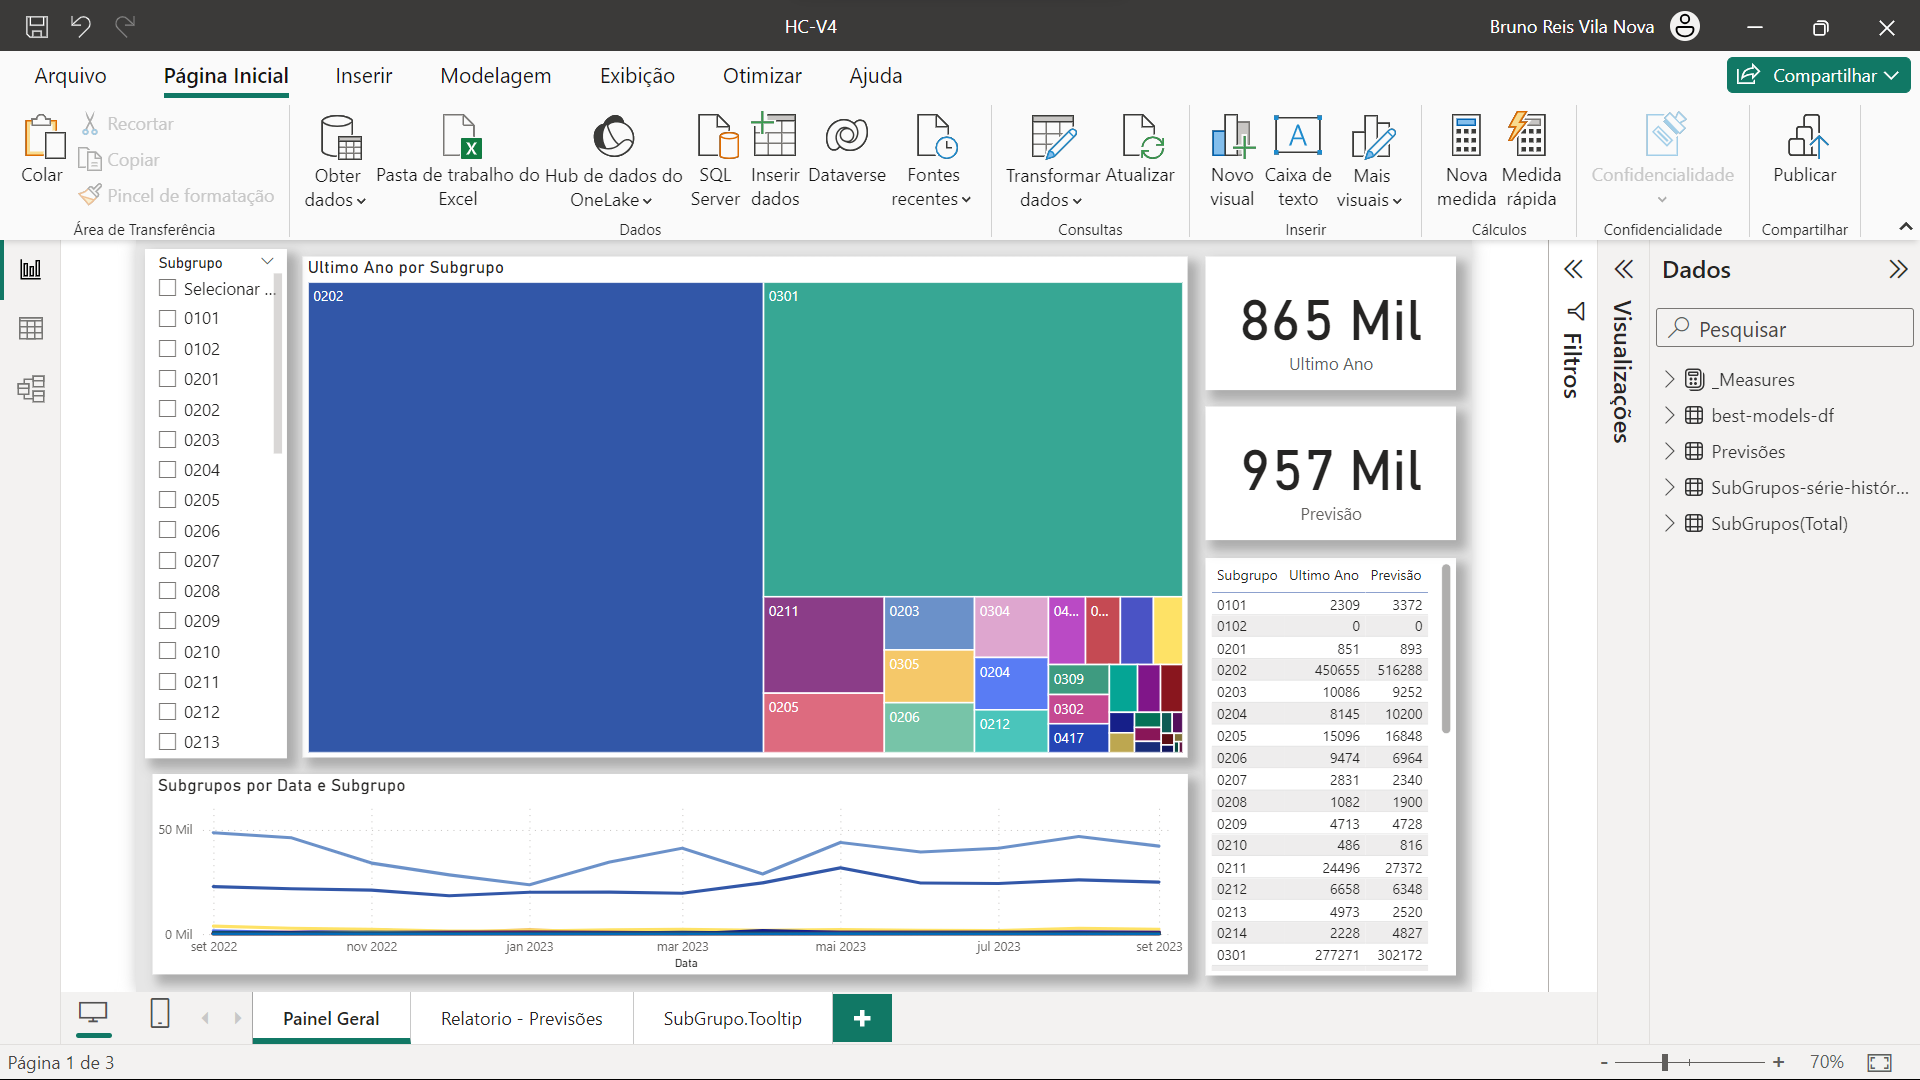 HC-V4
Bruno Reis Vila Nova
Arquivo
Página Inicial
Inserir
Modelagem
Exibição
Otimizar
Ajuda
Compartilhar
Colar
Recortar
Copiar
Pincel de formatação
Área de Transferência
Obter
dados
Pasta de trabalho do
Excel
Hub de dados do
OneLake
SQL
Server
Inserir
dados
Dataverse
Fontes
recentes
Dados
Transformar
dados
Atualizar
Consultas
Novo
visual
Caixa de
texto
Mais
visuais
Inserir
Nova
medida
Medida
rápida
Cálculos
Confidencialidade
Confidencialidade
Publicar
Compartilhar
Subgrupo
Selecionar ...
0101
0102
0201
0202
0203
0204
0205
0206
0207
0208
0209
0210
0211
0212
0213
Ultimo Ano por Subgrupo
0202
0301
0211
0205
0203
0305
0206
0304
0204
0212
04...
0...
0309
0302
0417
865 Mil
Ultimo Ano
957 Mil
Previsão
Subgrupo Ultimo Ano Previsão
0101 2309 3372
0102 0 0
0201 851 893
0202 450655 516288
0203 10086 9252
0204 8145 10200
0205 15096 16848
0206 9474 6964
0207 2831 2340
0208 1082 1900
0209 4713 4728
0210 486 816
0211 24496 27372
0212 6658 6348
0213 4973 2520
0214 2228 4827
0301 277271 302172
Subgrupos por Data e Subgrupo
50 Mil
0 Mil
set 2022
nov 2022
jan 2023
mar 2023
mai 2023
jul 2023
set 2023
Data
Filtros
Visualizações
Dados
Pesquisar
_Measures
best-models-df
Previsões
SubGrupos-série-histór...
SubGrupos(Total)
Painel Geral
Relatorio - Previsões
SubGrupo.Tooltip
+
Página 1 de 3
- + 70%